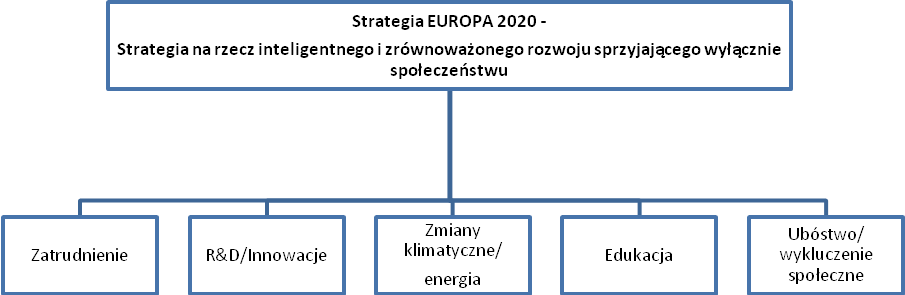 Strategia EUROPA 2020 -
Strategia na rzecz inteligentnego i zrównoważonego rozwoju sprzyjającego wyłącznie
społeczeństwu
Zatrudnienie
R&D/Innowacje
Zmiany
klimatyczne/
energia
Edukacja
Ubóstwo/
wykluczenie
społeczne